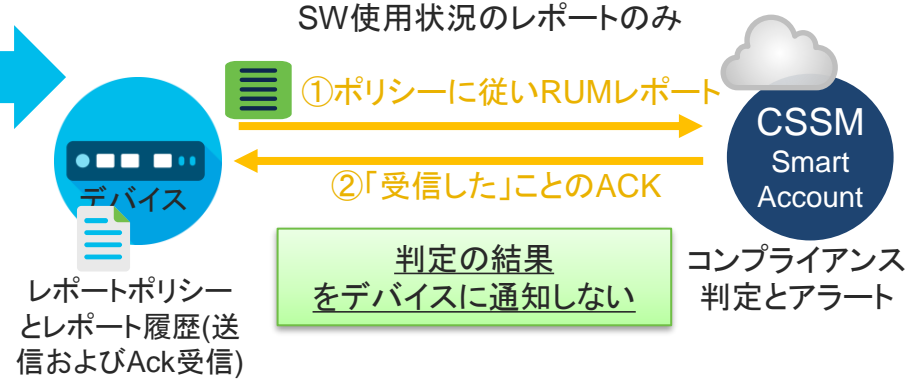 SW使用状況のレポートのみ
①ポリシーに従いRUMレポート
CSSM
Smart
Account
デバイス
②「受信した」ことのACK
判定の結果
をデバイスに通知しない
コンプライアンス
判定とアラート
レポートポリシー
とレポート履歴(送
信およびAck受信)